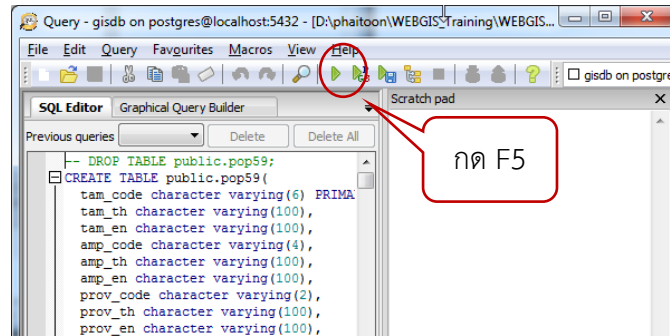 Query - gisdb on postgres@localhost:5432 - [D:\phaitoon\WEBGIS_Training\WEBGIS...
File Edit Query Favourites Macros View Help
gisdb on postgre
SQL Editor Graphical Query Builder
Scratch pad
Previous queries Delete Delete All
กด F5
-- DROP TABLE public.pop59;
CREATE TABLE public.pop59(
tam_code character varying(6) PRIMA
tam_th character varying(100),
tam_en character varying(100),
amp_code character varying(4),
amp_th character varying(100),
amp_en character varying(100),
prov_code character varying(2),
prov_th character varying(100),
prov_en character varying(100),